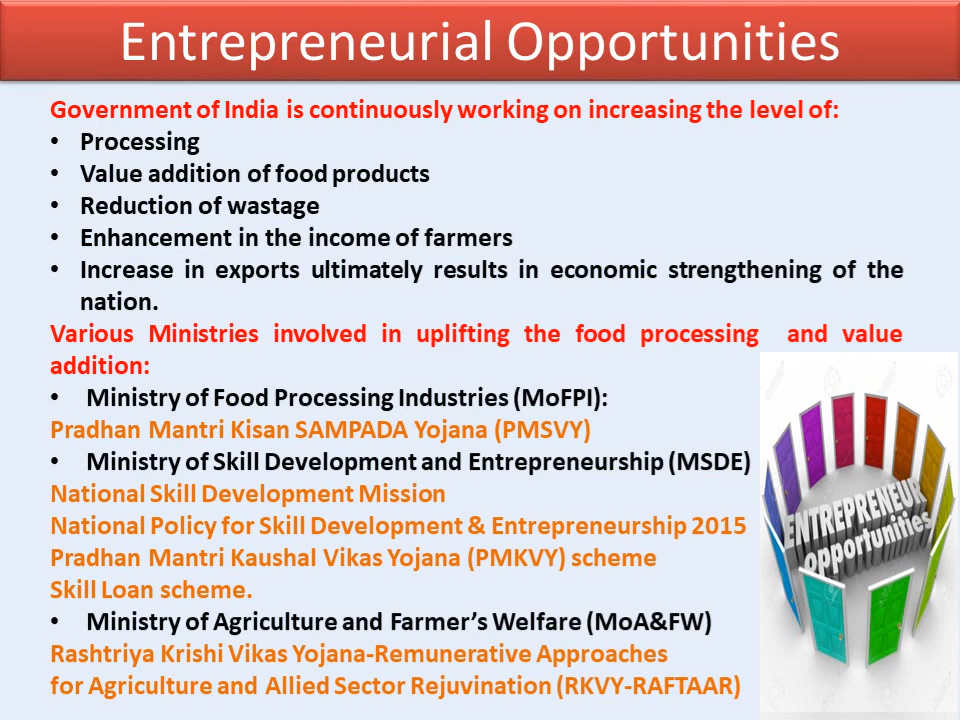 Entrepreneurial Opportunities
Government of India is continuously working on increasing the level of:
• Processing
• Value addition of food products
• Reduction of wastage
• Enhancement in the income of farmers
• Increase in exports ultimately results in economic strengthening of the
nation.
Various Ministries involved in uplifting the food processing and value
addition:
• Ministry of Food Processing Industries (MoFPI):
Pradhan Mantri Kisan SAMPADA Yojana (PMSVY)
• Ministry of Skill Development and Entrepreneurship (MSDE)
National Skill Development Mission
National Policy for Skill Development & Entrepreneurship 2015
Pradhan Mantri Kaushal Vikas Yojana (PMKVY) scheme
Skill Loan scheme.
• Ministry of Agriculture and Farmer’s Welfare (MoA&FW)
Rashtriya Krishi Vikas Yojana-Remunerative Approaches
for Agriculture and Allied Sector Rejuvination (RKVY-RAFTAAR)
ENTREPRENEUR
opportunities